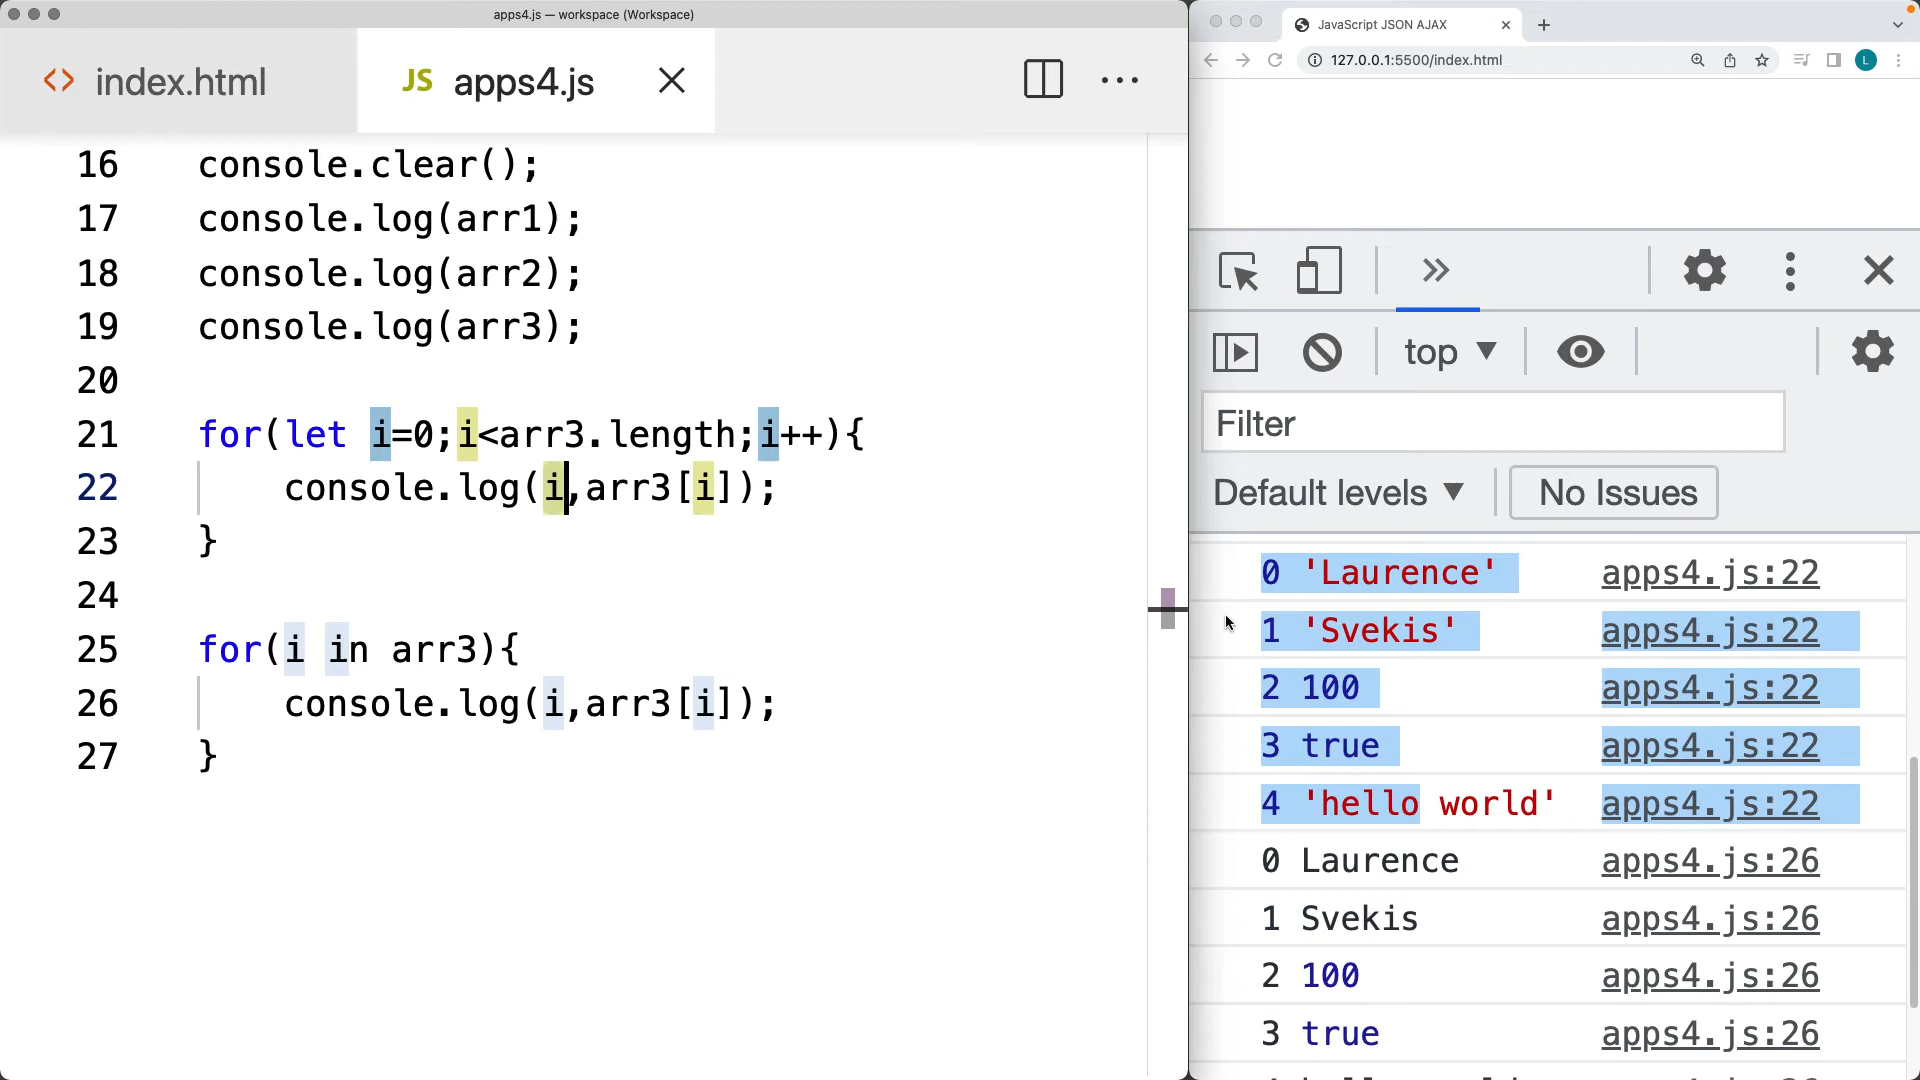 apps4.js — workspace (Workspace)
index.html
JS apps4.js
16 console.clear();
17 console.log(arr1);
18 console.log(arr2);
19 console.log(arr3);
20
21 for(let i=0;i<arr3.length;i++){
22 console.log(i,arr3[i]);
23 }
24
25 for(i in arr3){
26 console.log(i,arr3[i]);
27 }
JavaScript JSON AJAX
127.0.0.1:5500/index.html
L
top
Filter
Default levels
No Issues
0 'Laurence' apps4.js:22
1 'Svekis' apps4.js:22
2 100 apps4.js:22
3 true apps4.js:22
4 'hello world' apps4.js:22
0 Laurence apps4.js:26
1 Svekis apps4.js:26
2 100 apps4.js:26
3 true apps4.js:26